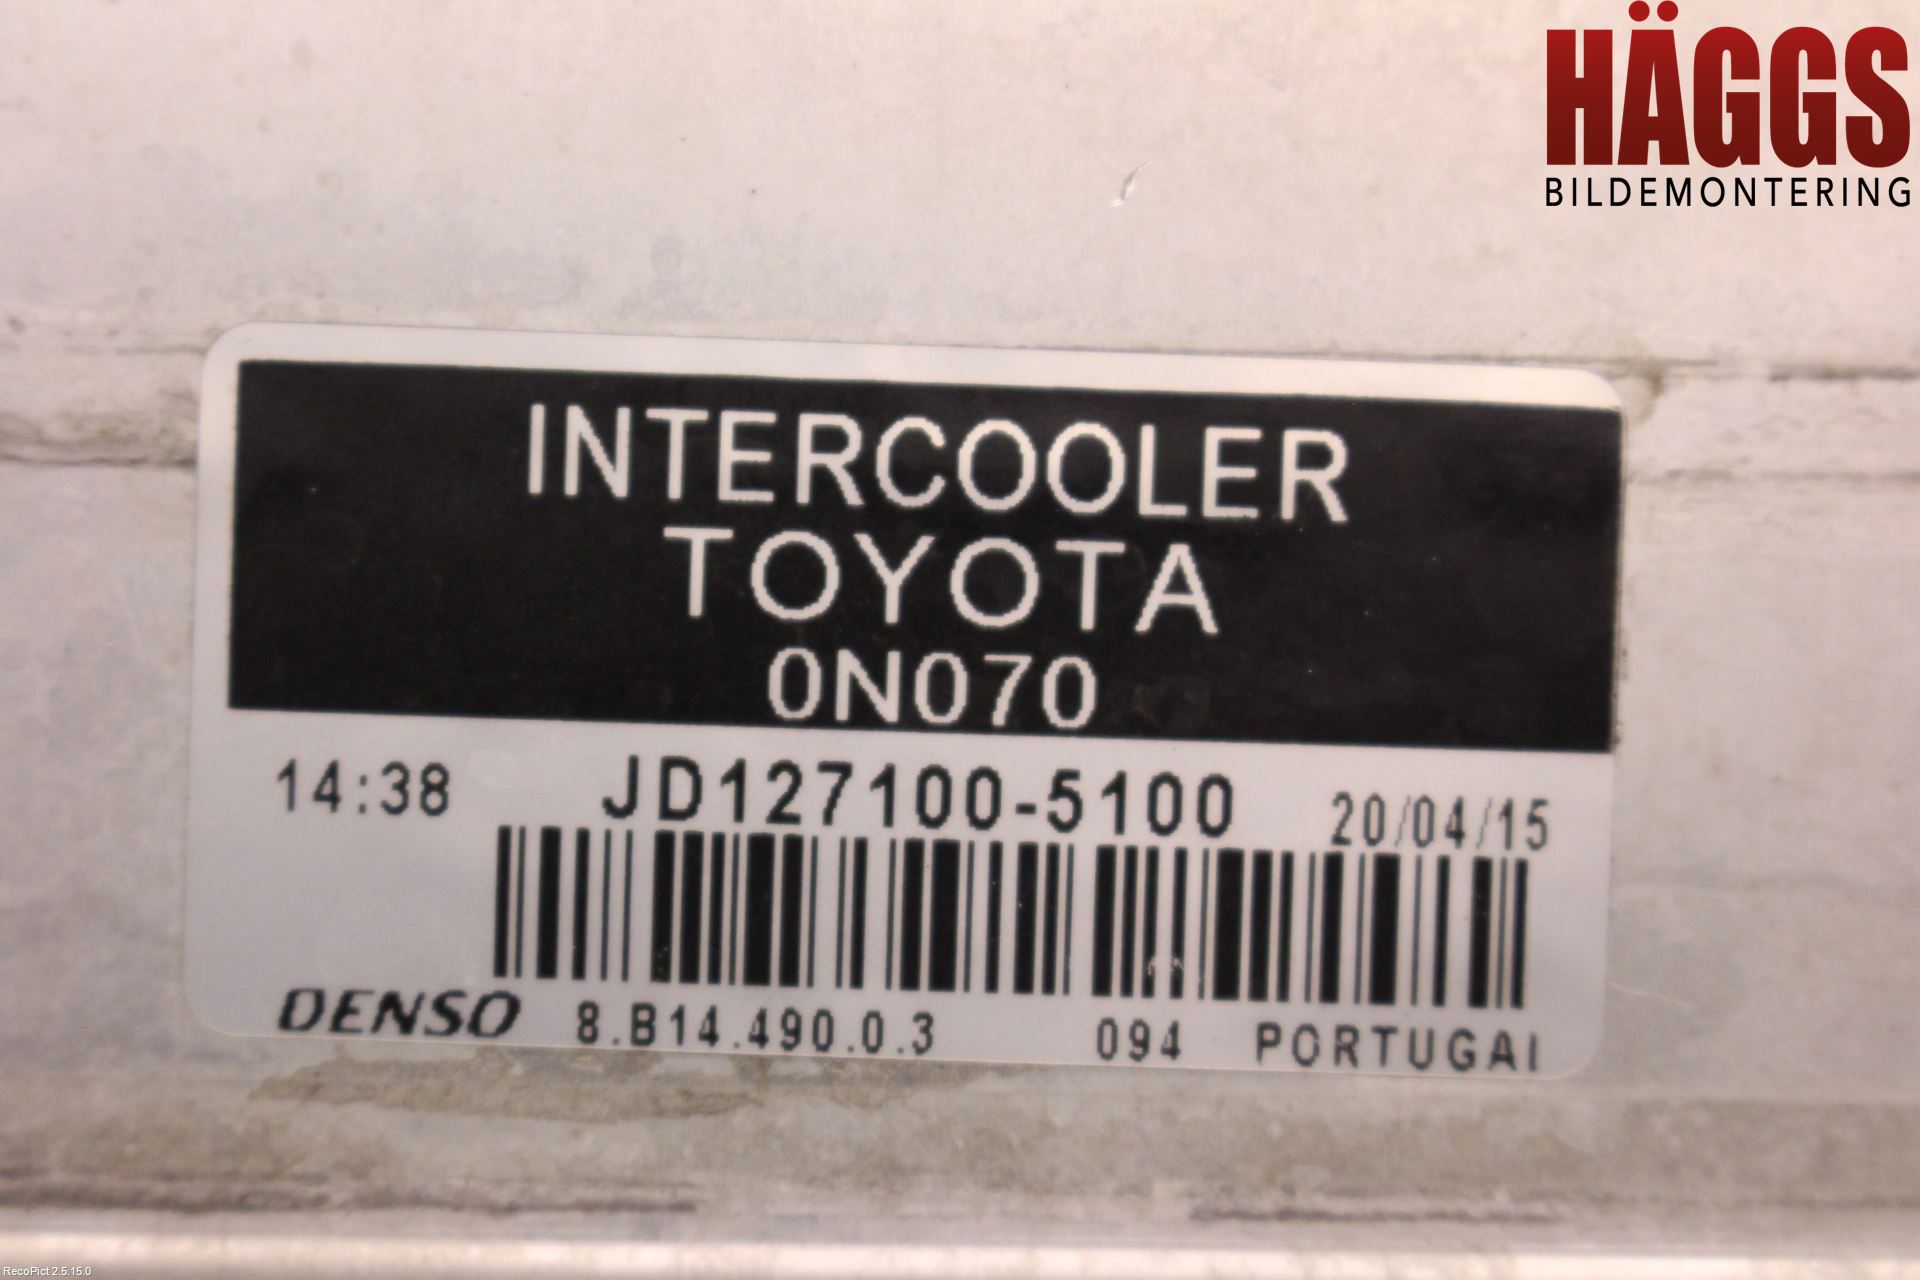 HÄGGS
BILDEMONTERING
INTERCOOLER
TOYOTA
0N070
14:38 JD127100-5100 20/04/15
DENSO 8.B14.490.0.3 094 PORTUGAL
RecoPict 2.5.15.0